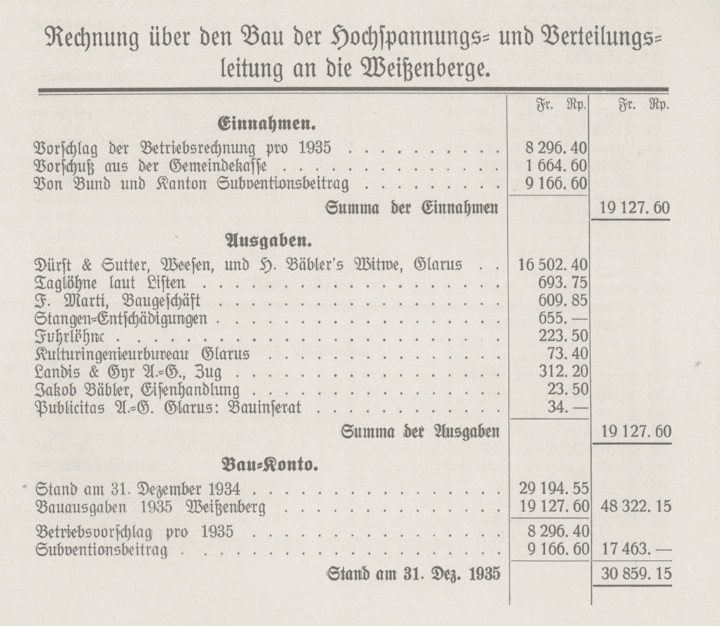 Rechnung über den Bau der Hochspannungs- und Verteilungs-
leitung an die Weißenberge.
Fr. Rp. Fr. Rp.
Einnahmen.
Vorschlag der Betriebsrechnung pro 1935 . . . . . . . . . . 8 296. 40
Vorschuß aus der Gemeindekasse . . . . . . . . . . . . . . 1 664. 60
Von Bund und Kanton Subventionsbeitrag . . . . . . . . . 9 166. 60
Summa der Einnahmen 19 127. 60
Ausgaben.
Dürst & Sutter, Weesen, und H. Bäbler's Witwe, Glarus . . 16 502. 40
Taglöhne laut Listen . . . . . . . . . . . . . . . . . . . 693. 75
F. Marti, Baugeschäft . . . . . . . . . . . . . . . . . . 609. 85
Stangen-Entschädigungen . . . . . . . . . . . . . . . . . . 655. —
Fuhrlöhne . . . . . . . . . . . . . . . . . . . . . . . . 223. 50
Kulturingenieurbureau Glarus . . . . . . . . . . . . . . . 73. 40
Landis & Gyr A.-G., Zug . . . . . . . . . . . . . . . . . 312. 20
Jakob Bäbler, Eisenhandlung . . . . . . . . . . . . . . . . 23. 50
Publicitas A.-G. Glarus: Bauinserat . . . . . . . . . . . . 34. —
Summa der Ausgaben 19 127. 60
Bau-Konto.
Stand am 31. Dezember 1934 . . . . . . . . . . . . . . . . 29 194. 55
Bauausgaben 1935 Weißenberg . . . . . . . . . . . . . . . 19 127. 60 48 322. 15
Betriebsvorschlag pro 1935 . . . . . . . . . . . . . . . . 8 296. 40
Subventionsbeitrag . . . . . . . . . . . . . . . . . . . . 9 166. 60 17 463. —
Stand am 31. Dez. 1935 30 859. 15